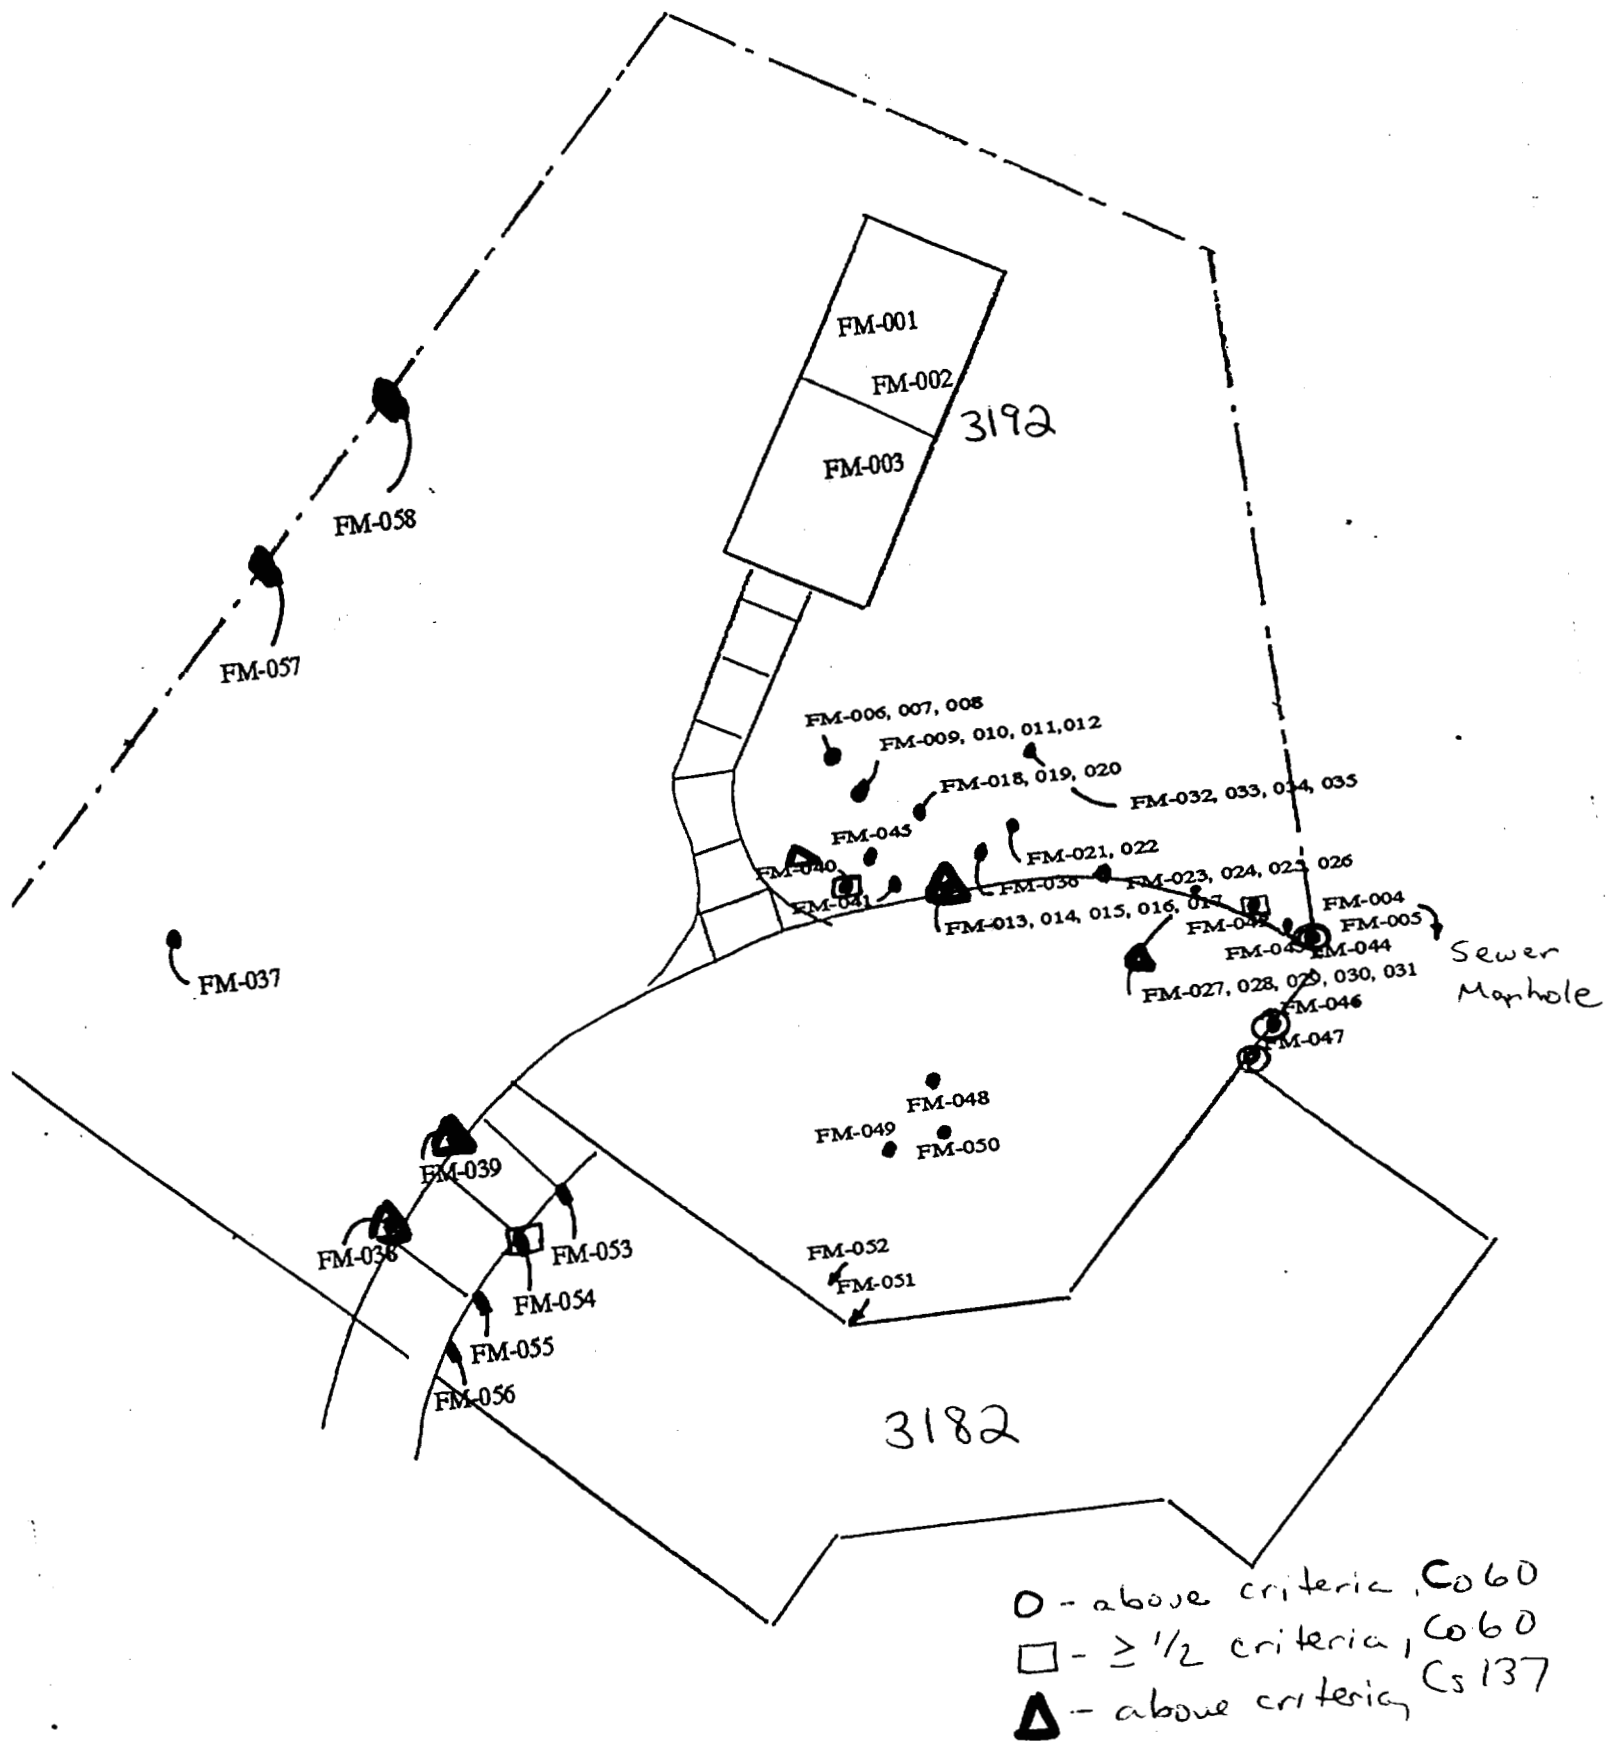 FM-001
FM-002
3192
FM-003
FM-058
FM-057
FM-006, 007, 008
FM-009, 010, 011,012
FM-018, 019, 020
FM-032, 033, 034, 035
FM-045
FM-021, 022
FM-040
FM-036
FM-023, 024, 025, 026
FM-041
FM-013, 014, 015, 016, 017
FM-004
FM-005
FM-044
Sewer
Manhole
FM-037
FM-027, 028, 029, 030, 031
FM-046
FM-047
FM-048
FM-049
FM-050
FM-039
FM-038
FM-053
FM-052
FM-051
FM-054
FM-055
FM-056
3182
O - above criteria, Co60
□ - ≥ 1/2 criteria, Co60
△ - above criteria, Cs137